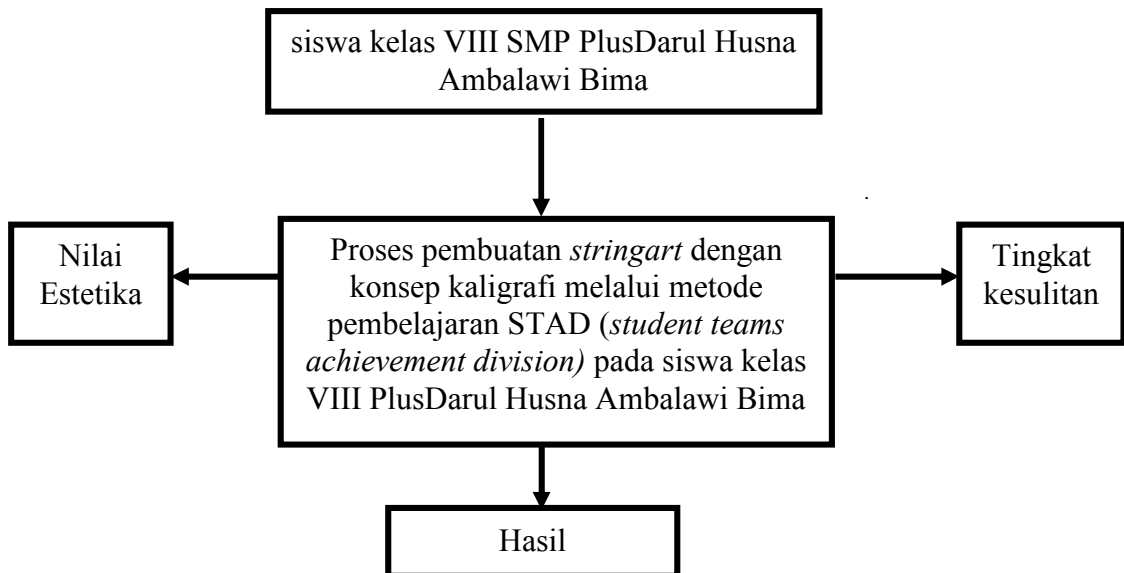 siswa kelas VIII SMP PlusDarul Husna
Ambalawi Bima
Nilai
Estetika
Proses pembuatan stringart dengan
konsep kaligrafi melalui metode
pembelajaran STAD (student teams
achievement division) pada siswa kelas
VIII PlusDarul Husna Ambalawi Bima
Tingkat
kesulitan
Hasil